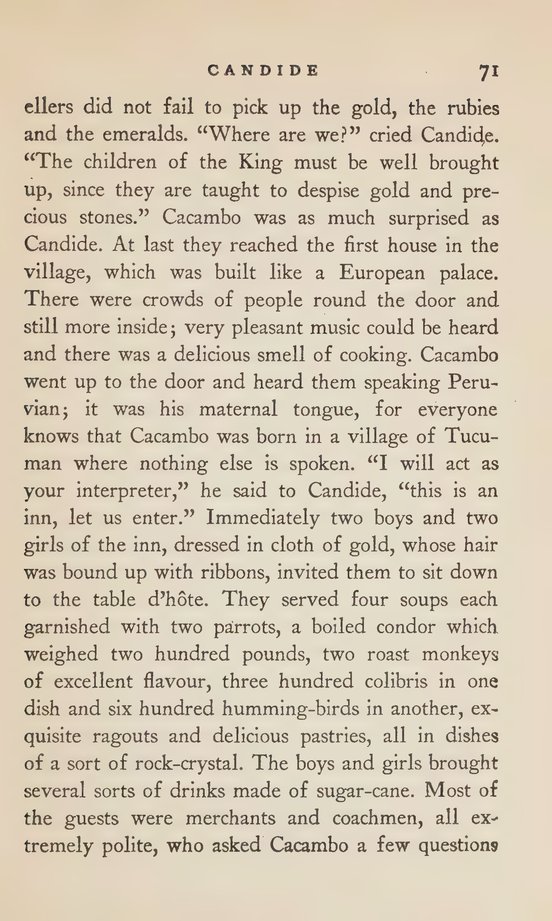 CANDIDE 71
ellers did not fail to pick up the gold, the rubies
and the emeralds. “Where are we?” cried Candide.
“The children of the King must be well brought
up, since they are taught to despise gold and pre-
cious stones.” Cacambo was as much surprised as
Candide. At last they reached the first house in the
village, which was built like a European palace.
There were crowds of people round the door and
still more inside; very pleasant music could be heard
and there was a delicious smell of cooking. Cacambo
went up to the door and heard them speaking Peru-
vian; it was his maternal tongue, for everyone
knows that Cacambo was born in a village of Tucu-
man where nothing else is spoken. “I will act as
your interpreter,” he said to Candide, “this is an
inn, let us enter.” Immediately two boys and two
girls of the inn, dressed in cloth of gold, whose hair
was bound up with ribbons, invited them to sit down
to the table d’hôte. They served four soups each
garnished with two parrots, a boiled condor which
weighed two hundred pounds, two roast monkeys
of excellent flavour, three hundred colibris in one
dish and six hundred humming-birds in another, ex-
quisite ragouts and delicious pastries, all in dishes
of a sort of rock-crystal. The boys and girls brought
several sorts of drinks made of sugar-cane. Most of
the guests were merchants and coachmen, all ex-
tremely polite, who asked Cacambo a few questions